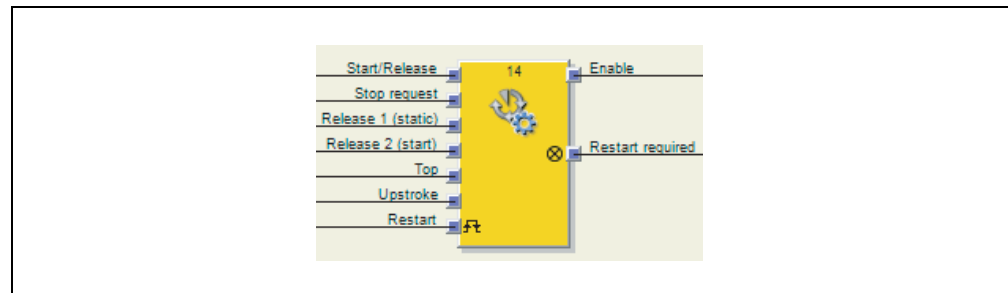 Start/Release
14
Enable
Stop request
Release 1 (static)
Release 2 (start)
Restart required
Top
Upstroke
Restart